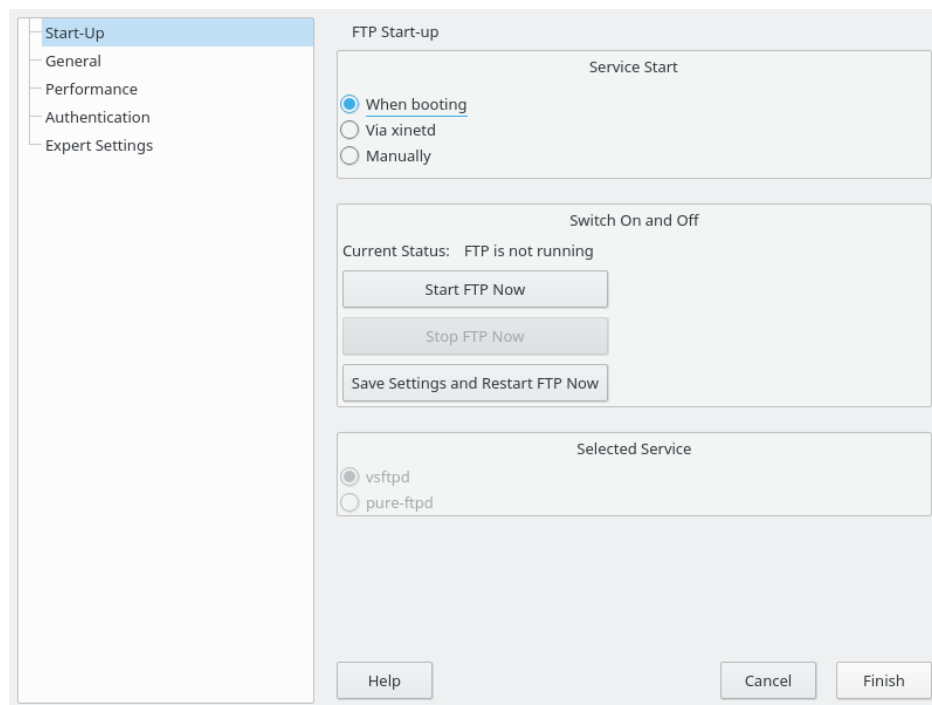 Start-Up
General
Performance
Authentication
Expert Settings
FTP Start-up
Service Start
When booting
Via xinetd
Manually
Switch On and Off
Current Status: FTP is not running
Start FTP Now
Stop FTP Now
Save Settings and Restart FTP Now
Selected Service
vsftpd
pure-ftpd
Help
Cancel
Finish